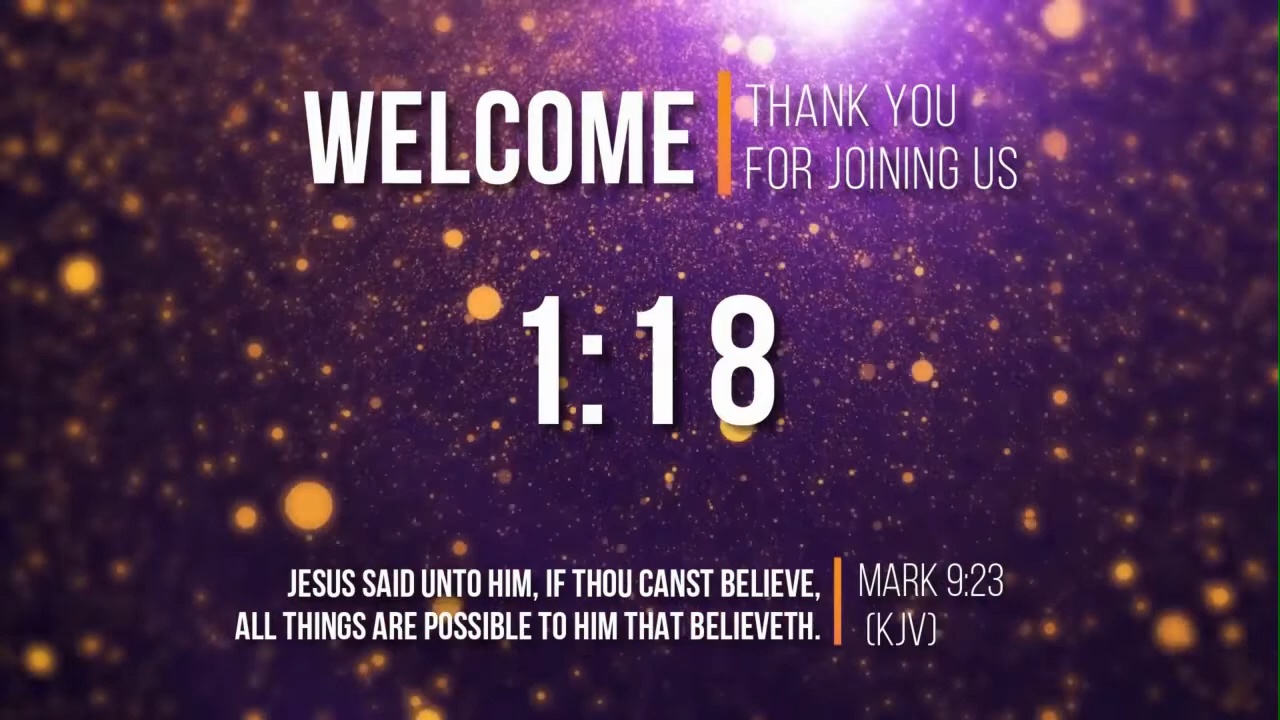 WELCOME
THANK YOU
FOR JOINING US
1:18
JESUS SAID UNTO HIM, IF THOU CANST BELIEVE,
ALL THINGS ARE POSSIBLE TO HIM THAT BELIEVETH.
MARK 9:23
(KJV)